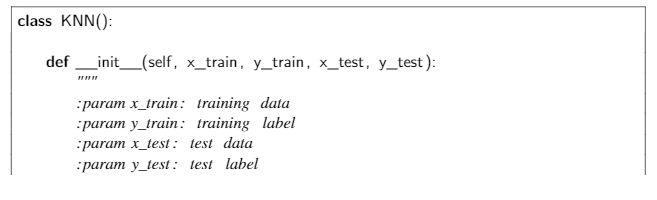 class KNN():
def __init__(self, x_train, y_train, x_test, y_test):
"""
:param x_train: training data
:param y_train: training label
:param x_test: test data
:param y_test: test label